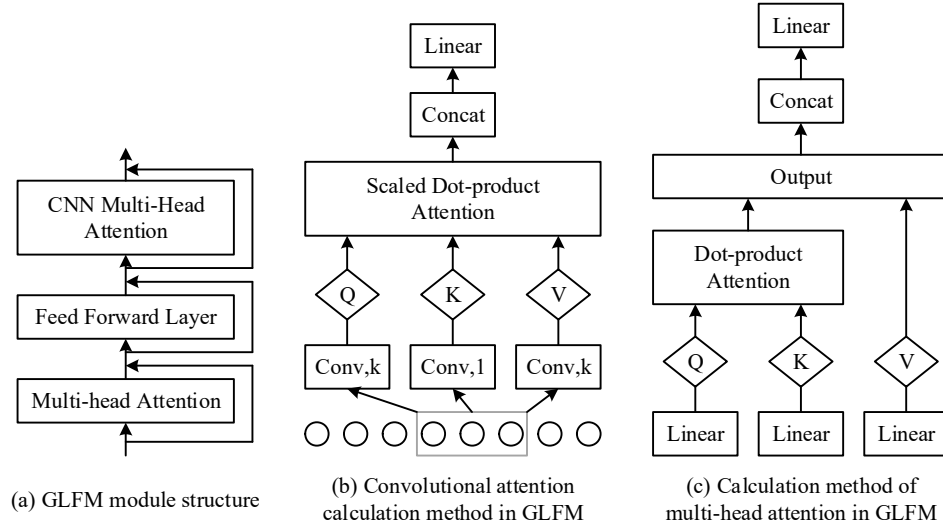 CNN Multi-Head
Attention
Feed Forward Layer
Multi-head Attention
(a) GLFM module structure
Linear
Concat
Scaled Dot-product
Attention
Q
K
V
Conv,k
Conv,1
Conv,k
(b) Convolutional attention
calculation method in GLFM
Linear
Concat
Output
Dot-product
Attention
Q
K
V
Linear
Linear
Linear
(c) Calculation method of
multi-head attention in GLFM